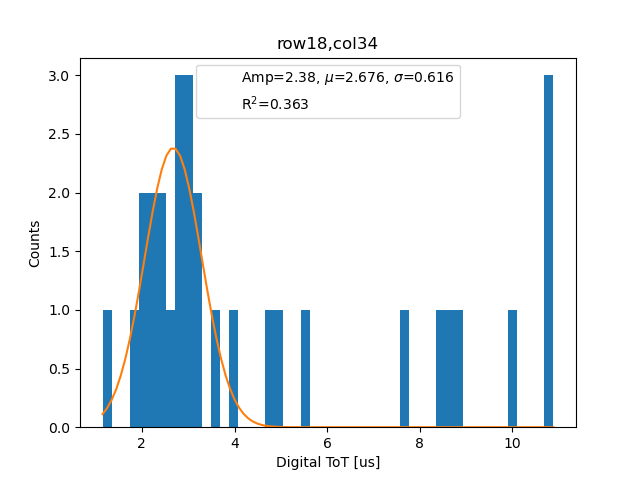 row18,col34
Amp=2.38, μ=2.676, σ=0.616
R²=0.363
Counts
3.0
2.5
2.0
1.5
1.0
0.5
0.0
2 4 6 8 10
Digital ToT [us]